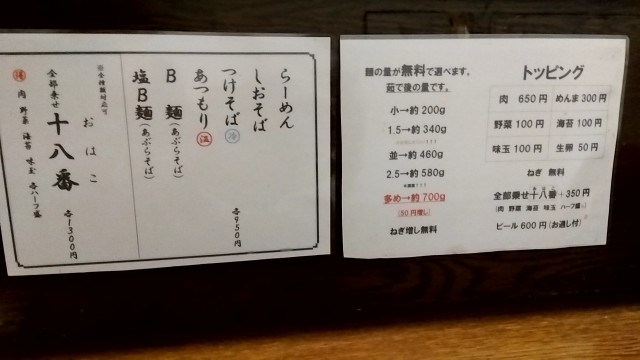 らーめん
しおそば
つけそば 冷
あつもり 温
B麺(あぶらそば)
塩B麺(あぶらそば)
各950円
おはこ
十八番
全部乗せ
肉 野菜 海苔 味玉 各ハーフ盛
各1300円
麺の量が無料で選べます。
茹で後の量です。
小→約200g
1.5→約340g
並→約460g
2.5→約580g
多め→約700g
(50円増し)
ねぎ増し無料
トッピング
肉 650円 めんま300円
野菜100円 海苔100円
味玉100円 生卵 50円
ねぎ 無料
全部乗せ十八番+350円
(肉 野菜 海苔 味玉 ハーフ盛)
ビール600円(お通し付)